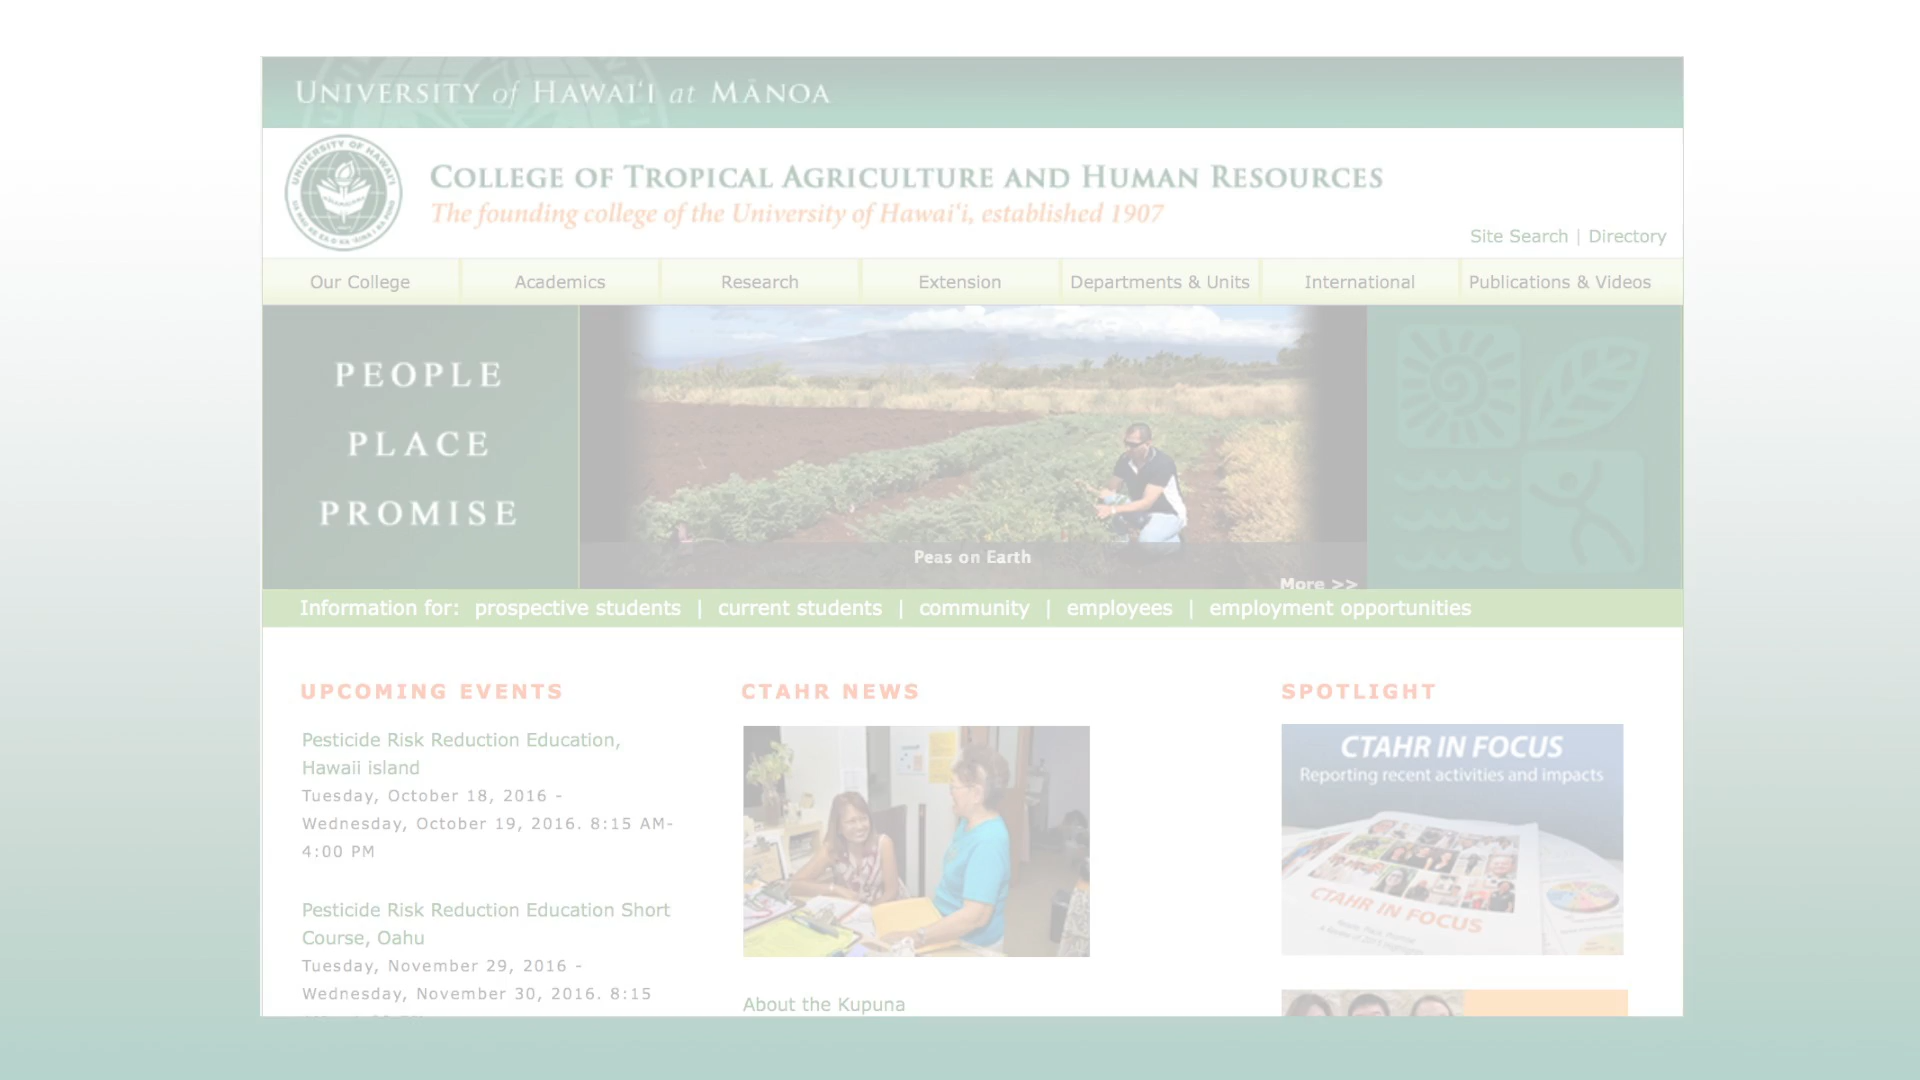 UNIVERSITY of HAWAIʻI at MĀNOA
UNIVERSITY OF HAWAIʻI
COLLEGE OF TROPICAL AGRICULTURE AND HUMAN RESOURCES
The founding college of the University of Hawaiʻi, established 1907
Site Search | Directory
Our College Academics Research Extension Departments & Units International Publications & Videos
PEOPLE
PLACE
PROMISE
Peas on Earth
More >>
Information for: prospective students | current students | community | employees | employment opportunities
UPCOMING EVENTS
Pesticide Risk Reduction Education,
Hawaii island
Tuesday, October 18, 2016 -
Wednesday, October 19, 2016. 8:15 AM-
4:00 PM
Pesticide Risk Reduction Education Short
Course, Oahu
Tuesday, November 29, 2016 -
Wednesday, November 30, 2016. 8:15
CTAHR NEWS
About the Kupuna
SPOTLIGHT
CTAHR IN FOCUS
Reporting recent activities and impacts
CTAHR IN FOCUS